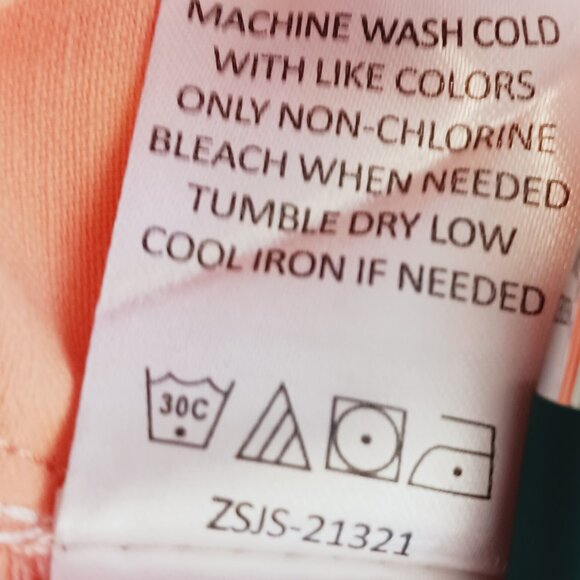 MACHINE WASH COLD
WITH LIKE COLORS
ONLY NON-CHLORINE
BLEACH WHEN NEEDED
TUMBLE DRY LOW
COOL IRON IF NEEDED
30C
ZSJS-21321